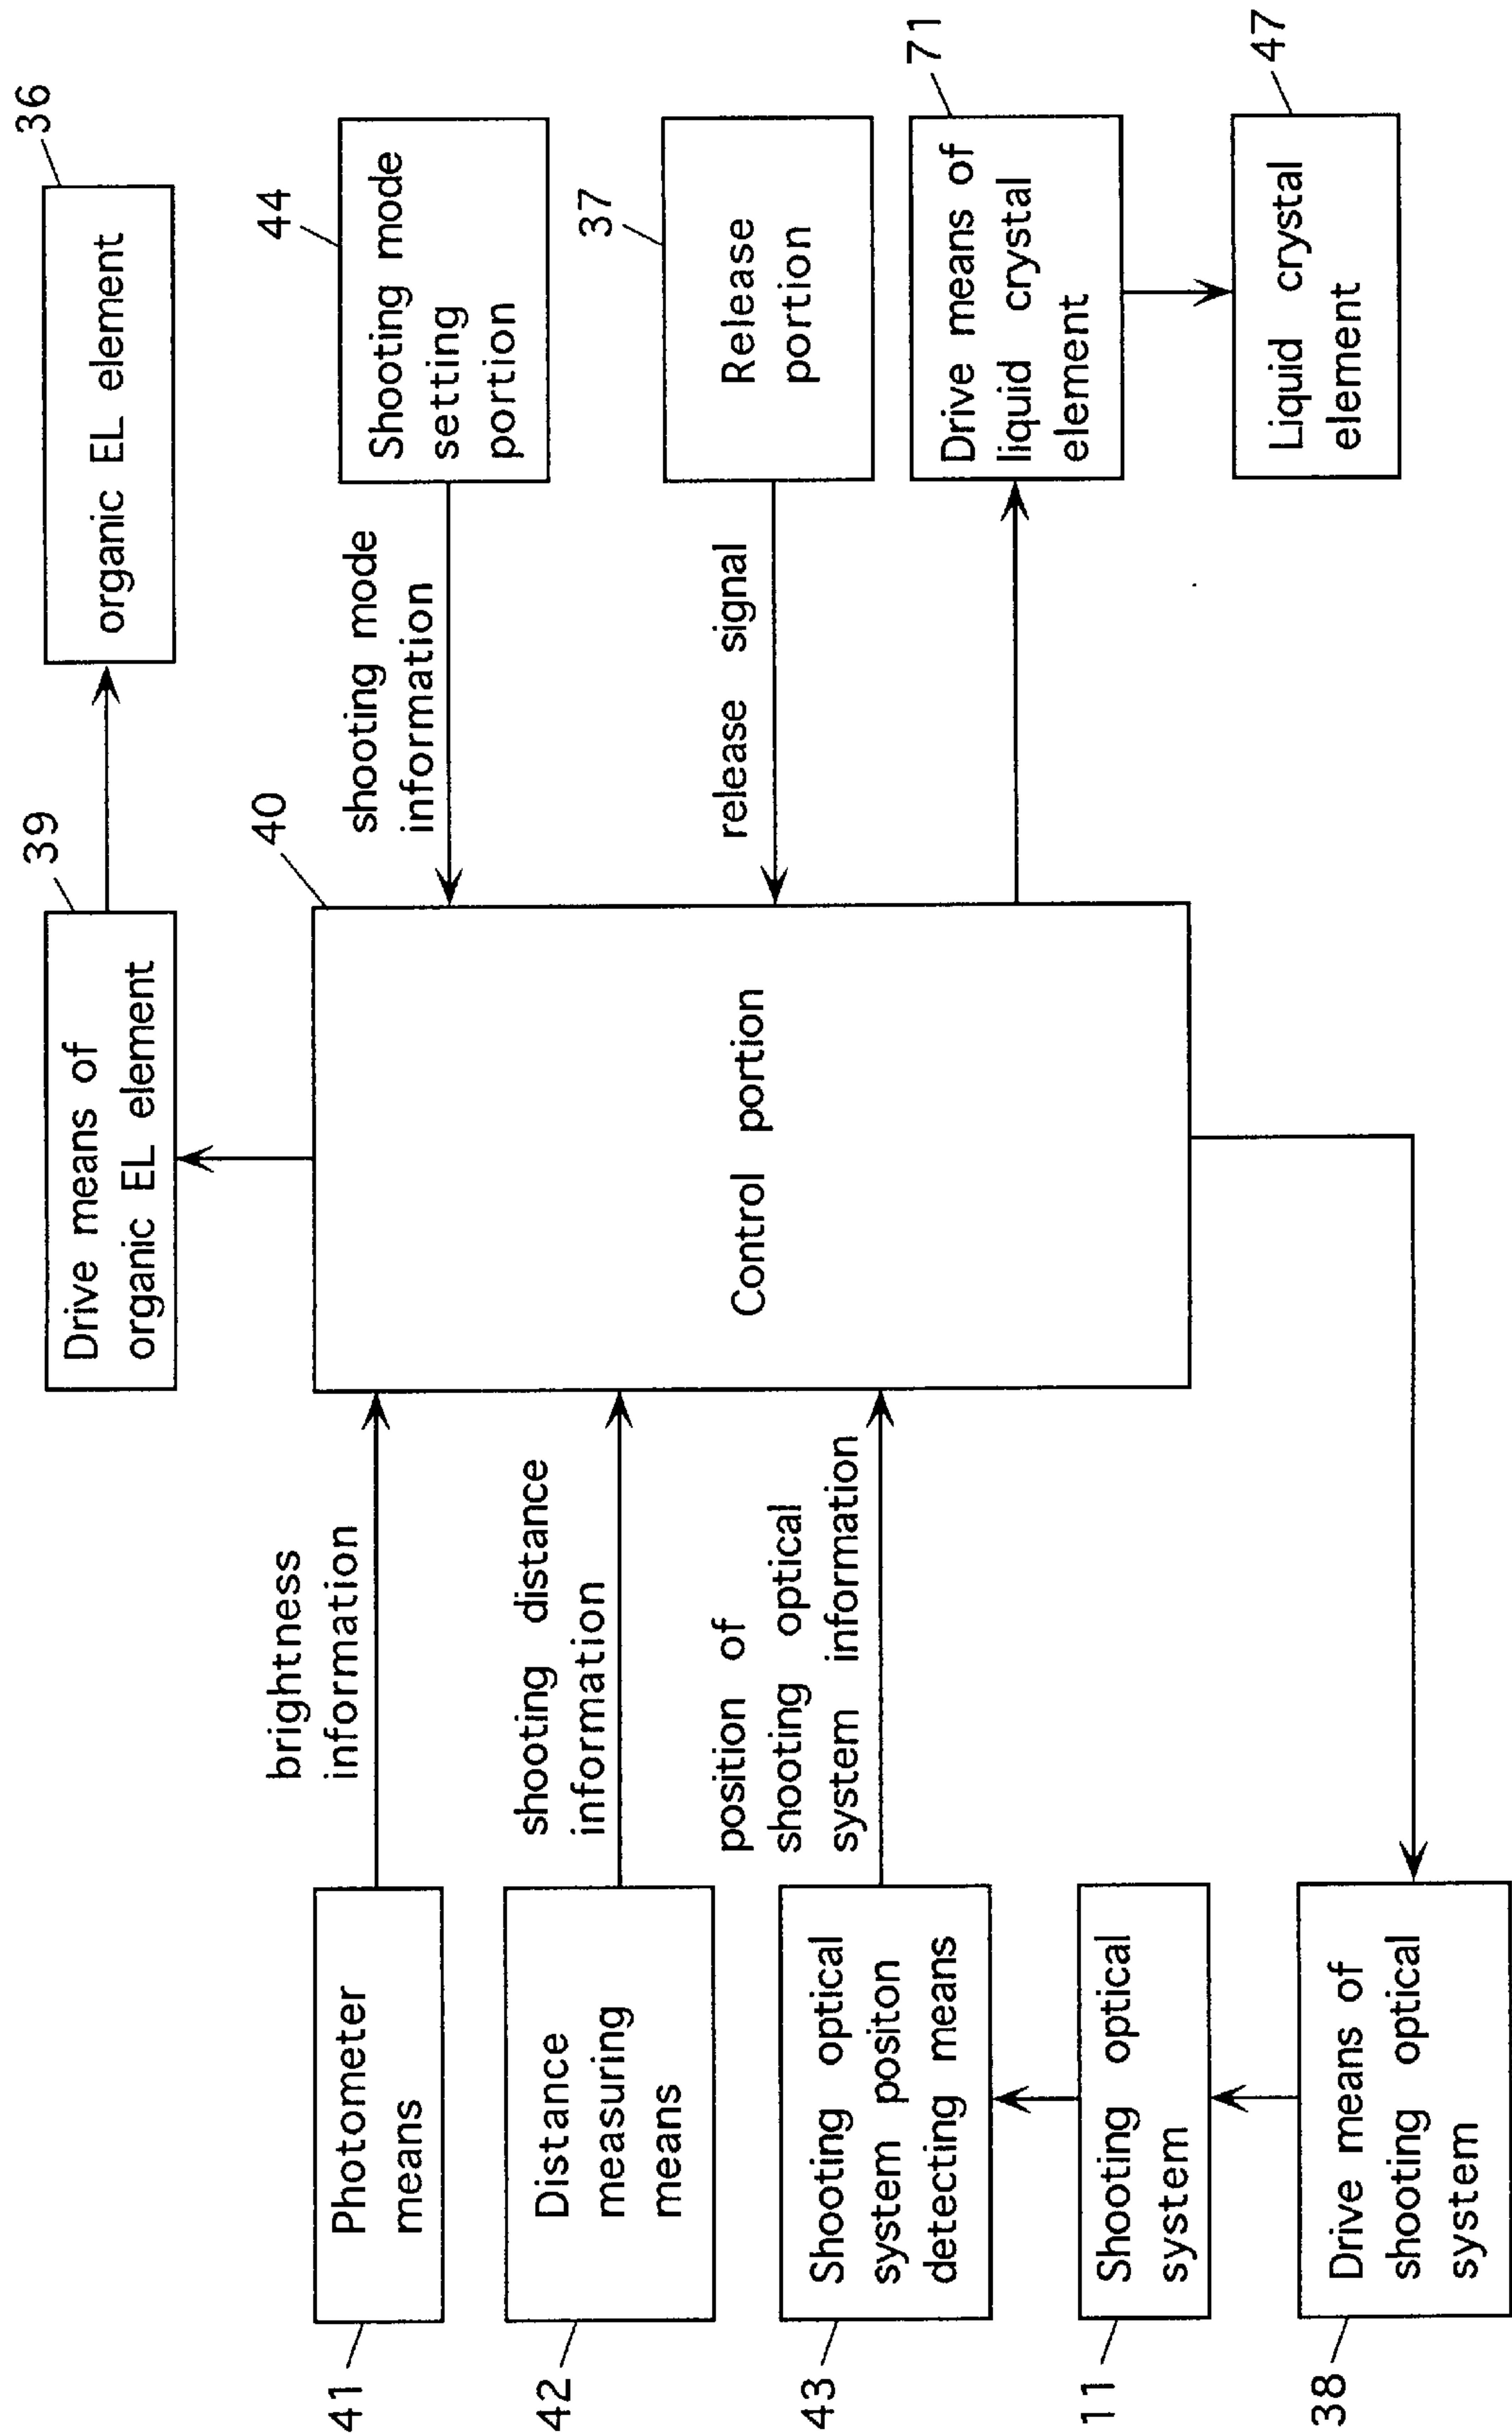 39
Drive means of
organic EL element
36
organic EL element
41
Photometer
means
brightness
information
40
Control portion
shooting mode
information
44
Shooting mode
setting
portion
42
Distance
measuring
means
shooting distance
information
release signal
37
Release
portion
43
Shooting optical
system positon
detecting means
position of
shooting optical
system information
71
Drive means of
liquid crystal
element
11
Shooting optical
system
47
Liquid crystal
element
38
Drive means of
shooting optical
system